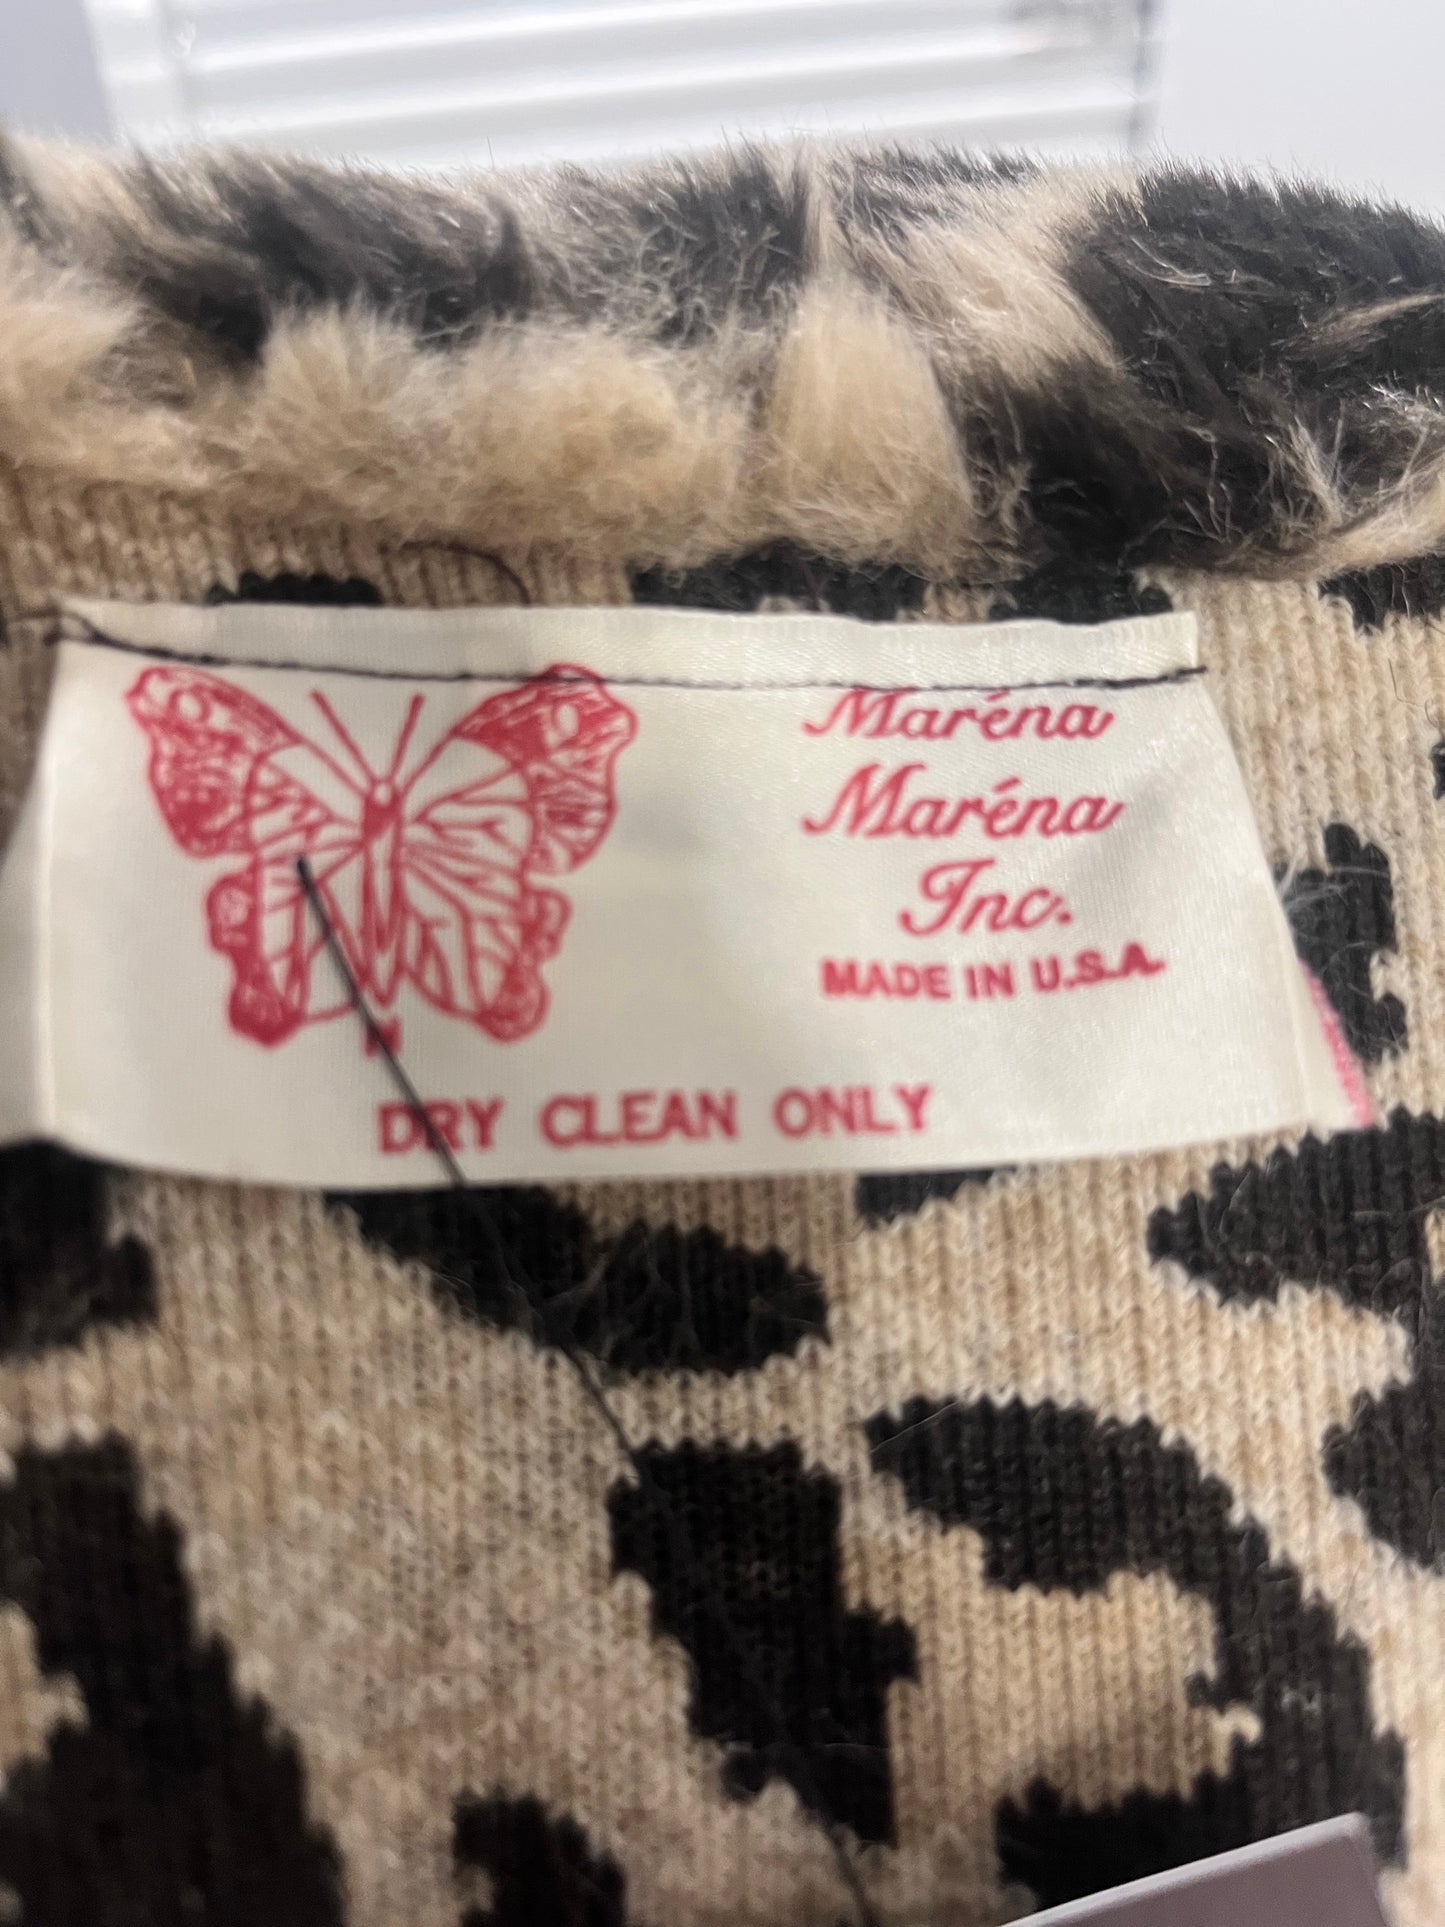 Maréna
Maréna
Inc.
MADE IN U.S.A.
M
DRY CLEAN ONLY